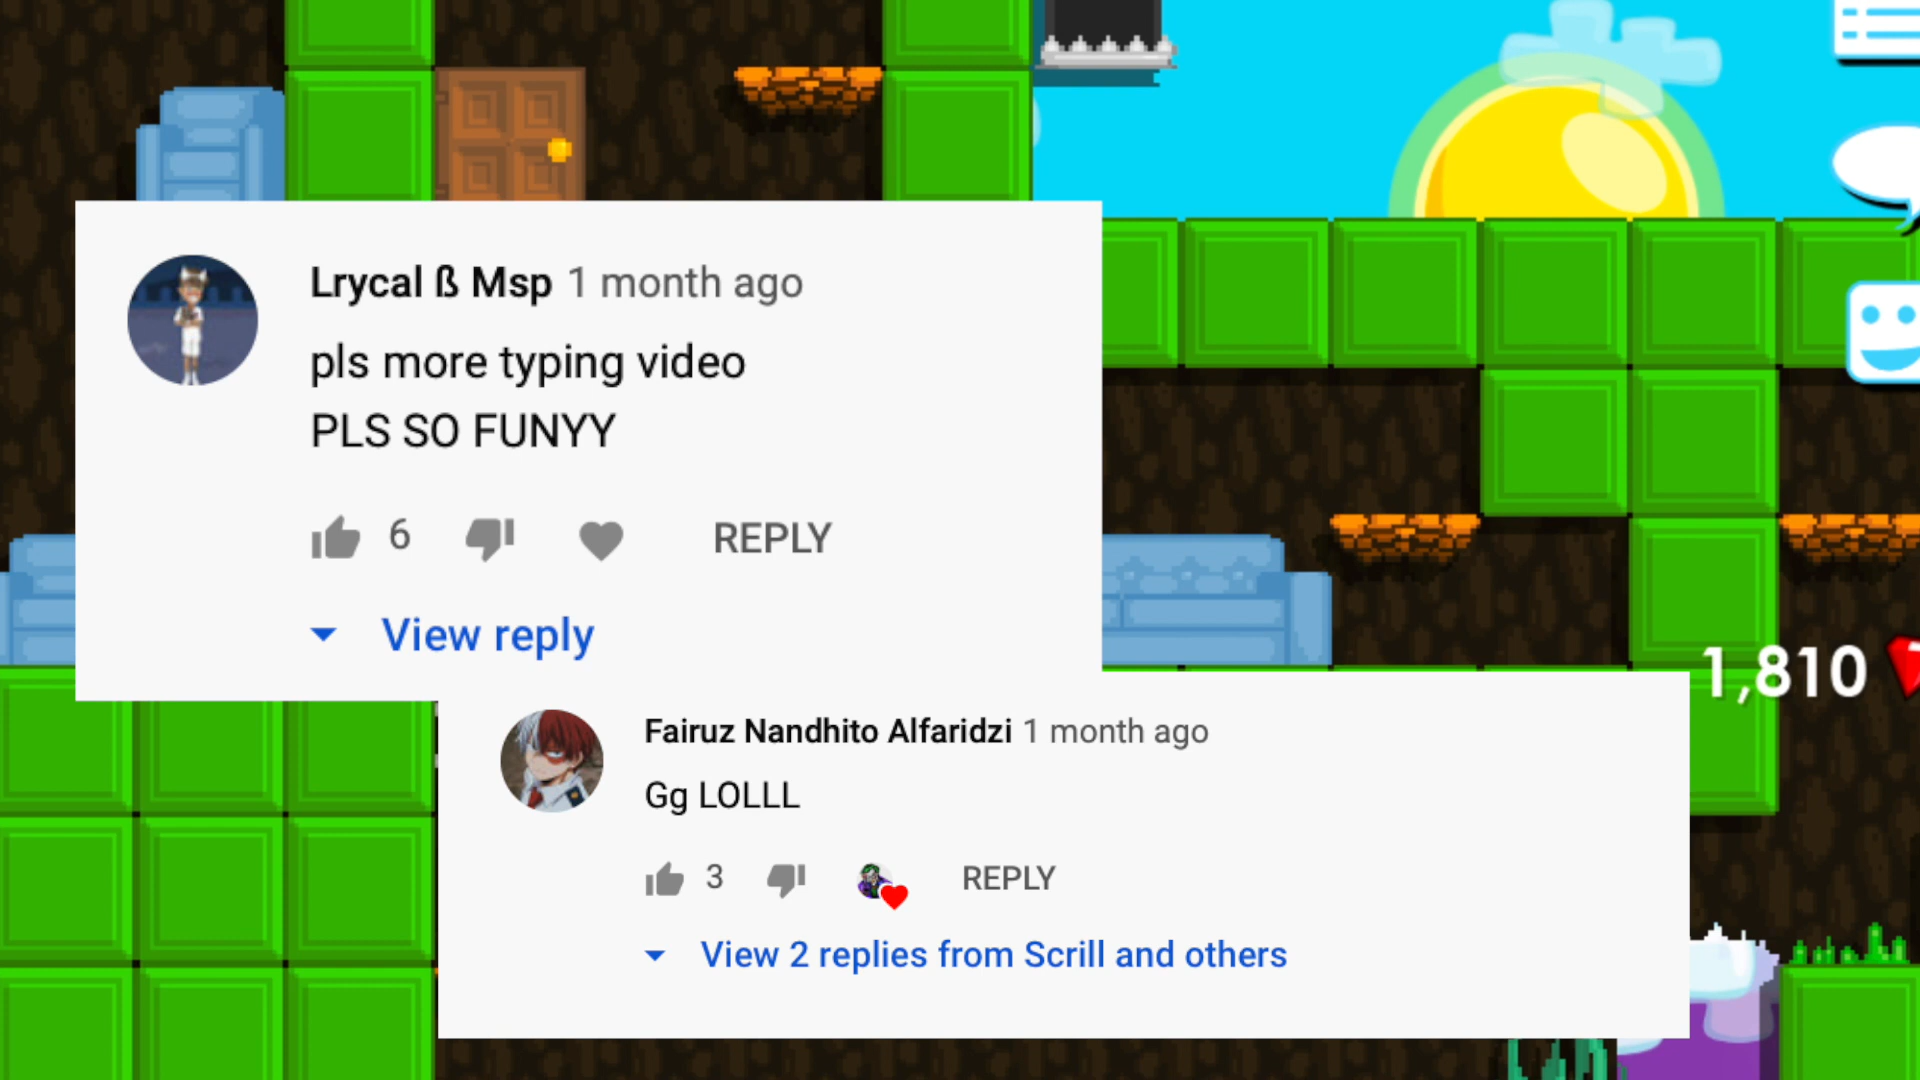 Lrycal ß Msp 1 month ago
pls more typing video
PLS SO FUNYY
6 REPLY
View reply
1,810
Fairuz Nandhito Alfaridzi 1 month ago
Gg LOLLL
3 REPLY
View 2 replies from Scrill and others